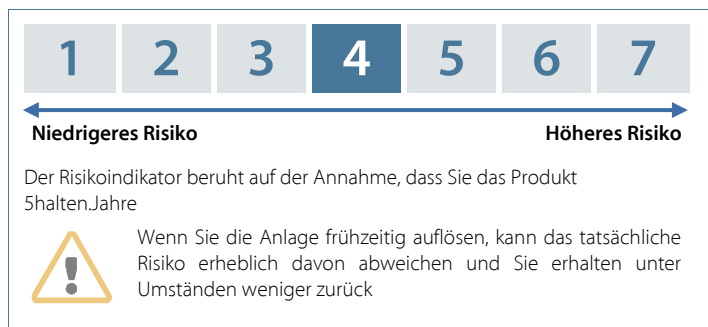 1 2 3 4 5 6 7
Niedrigeres Risiko Höheres Risiko
Der Risikoindikator beruht auf der Annahme, dass Sie das Produkt
5halten.Jahre
Wenn Sie die Anlage frühzeitig auflösen, kann das tatsächliche
Risiko erheblich davon abweichen und Sie erhalten unter
Umständen weniger zurück